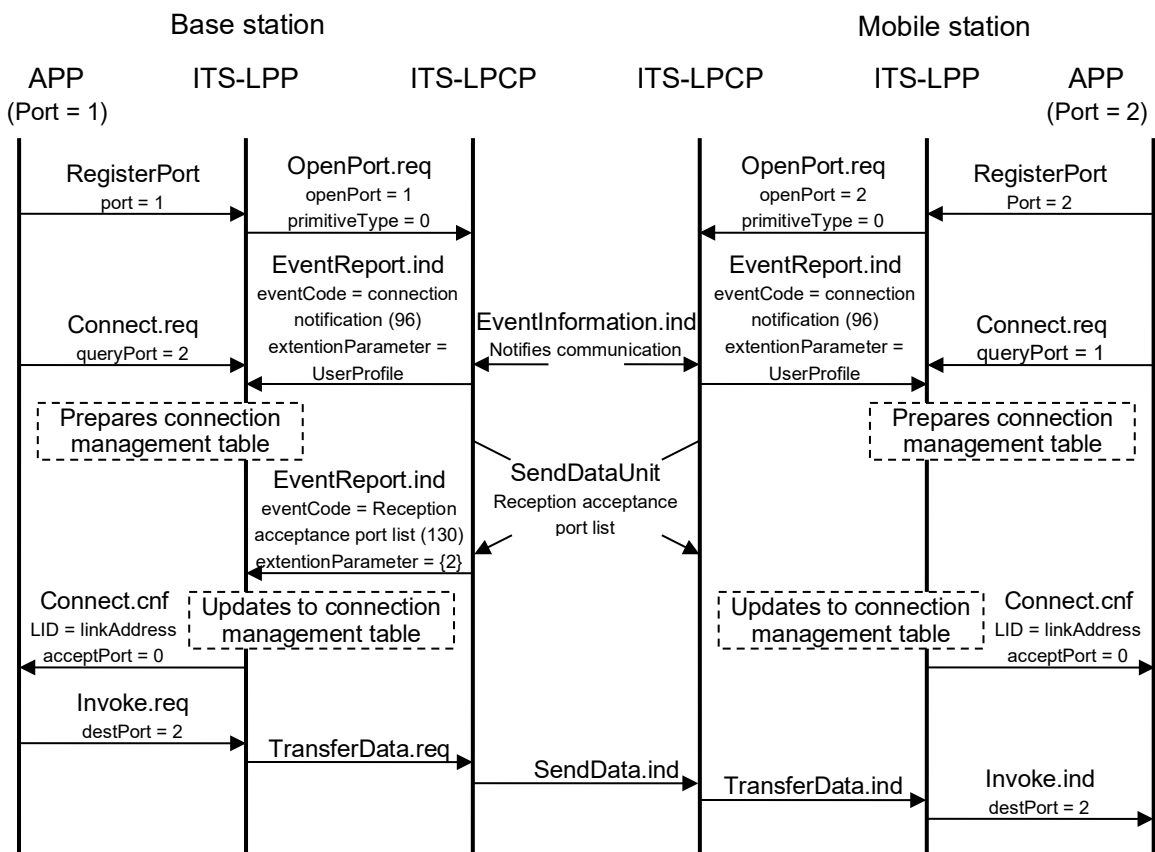 Base station
Mobile station
APP
ITS-LPP
ITS-LPCP
ITS-LPCP
ITS-LPP
APP
(Port = 1)
(Port = 2)
RegisterPort
port = 1
OpenPort.req
openPort = 1
primitiveType = 0
OpenPort.req
openPort = 2
primitiveType = 0
RegisterPort
Port = 2
EventReport.ind
eventCode = connection
notification (96)
extentionParameter =
UserProfile
EventReport.ind
eventCode = connection
notification (96)
extentionParameter =
UserProfile
Connect.req
queryPort = 2
EventInformation.ind
Notifies communication
Connect.req
queryPort = 1
Prepares connection
management table
Prepares connection
management table
SendDataUnit
Reception acceptance
port list
EventReport.ind
eventCode = Reception
acceptance port list (130)
extentionParameter = {2}
Connect.cnf
LID = linkAddress
acceptPort = 0
Updates to connection
management table
Updates to connection
management table
Connect.cnf
LID = linkAddress
acceptPort = 0
Invoke.req
destPort = 2
TransferData.req
SendData.ind
TransferData.ind
Invoke.ind
destPort = 2